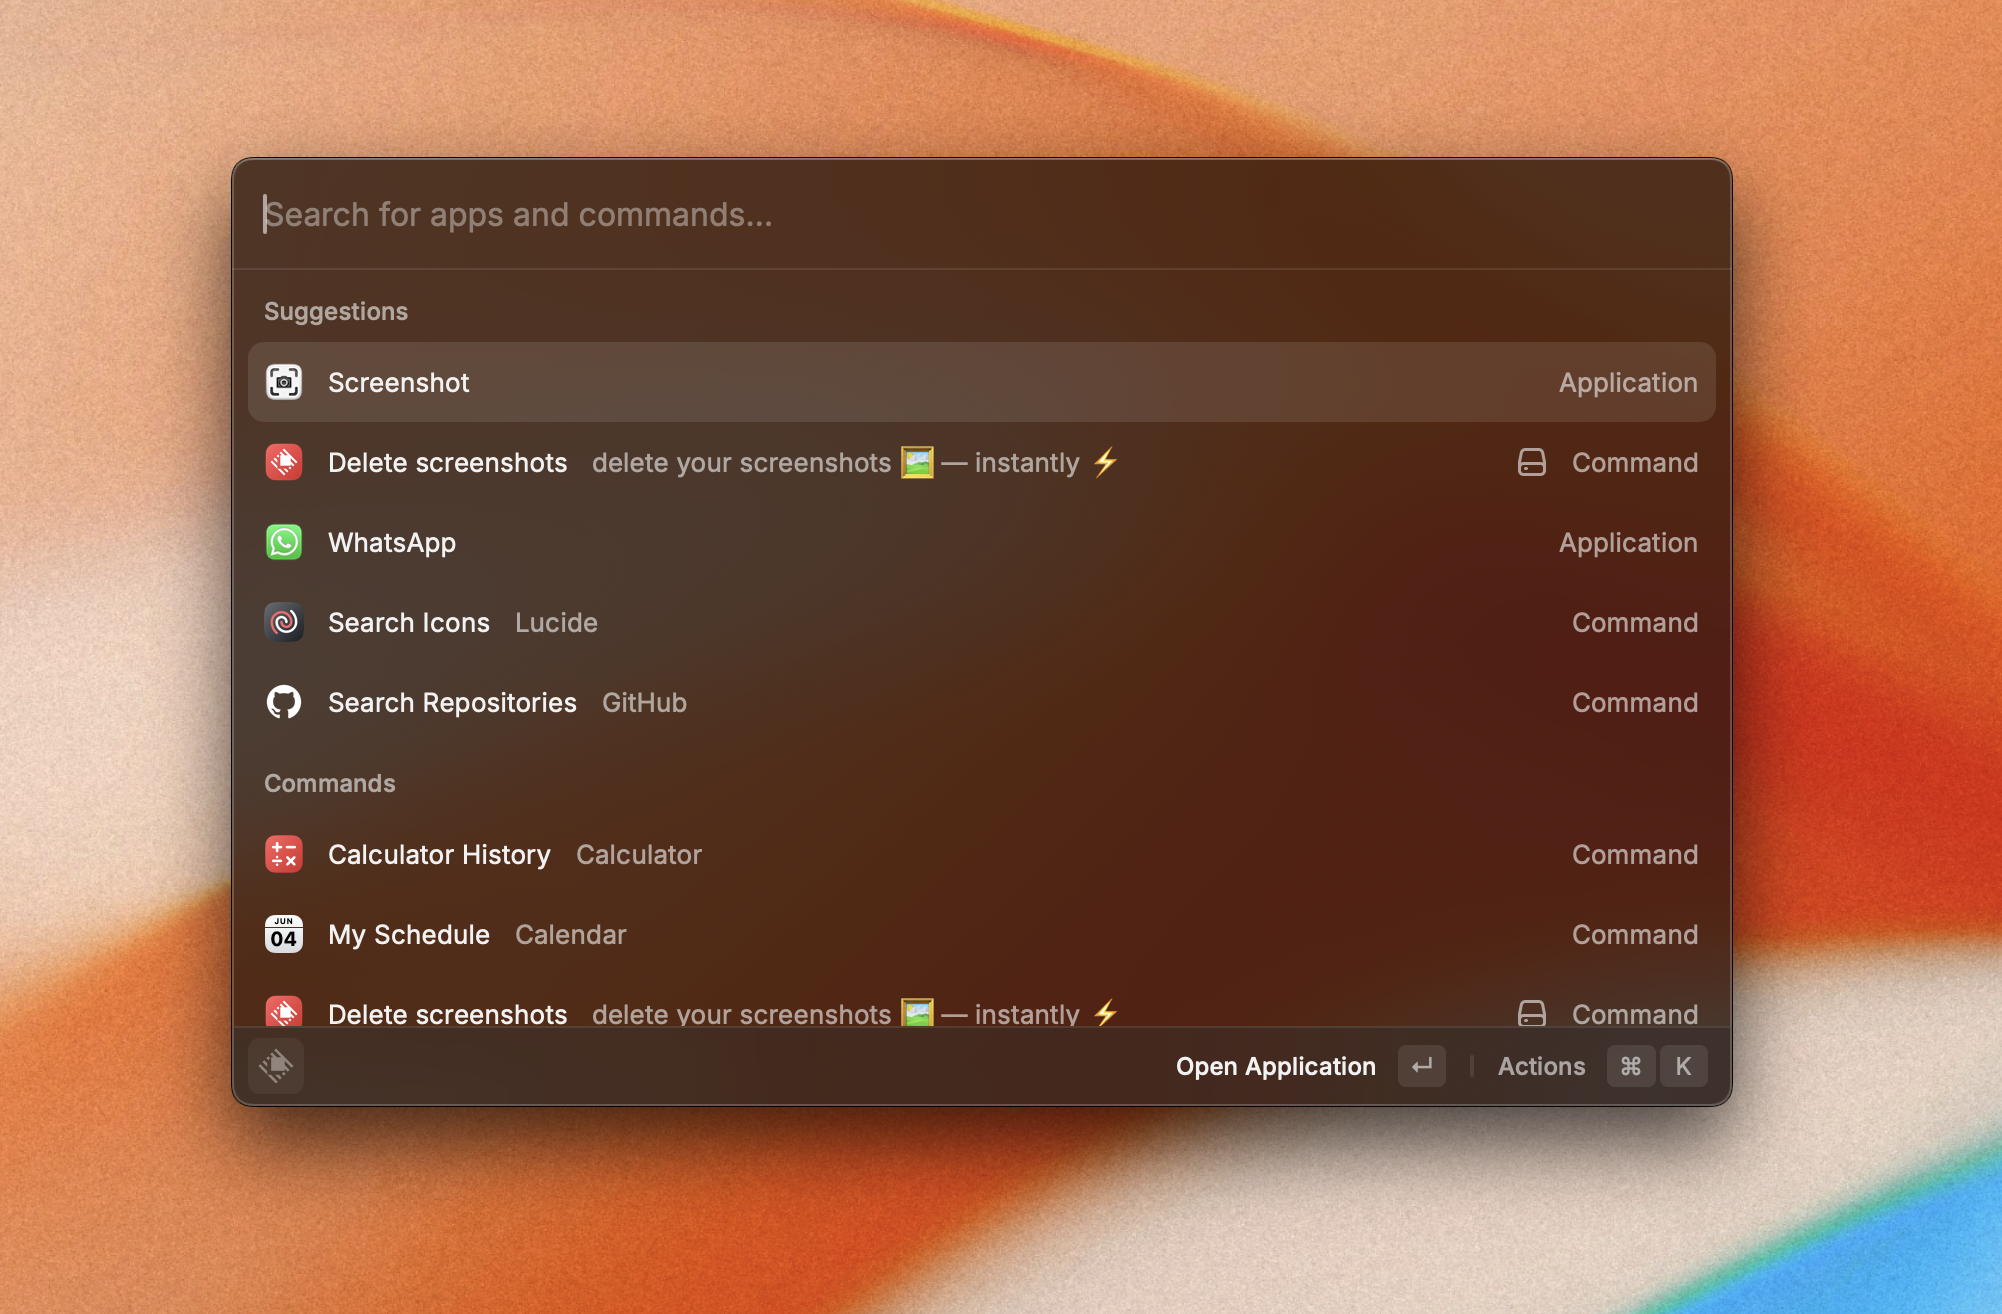 Search for apps and commands...
Suggestions
Screenshot Application
Delete screenshots delete your screenshots 🖼️ — instantly ⚡ Command
WhatsApp Application
Search Icons Lucide Command
Search Repositories GitHub Command
Commands
Calculator History Calculator Command
JUN
04 My Schedule Calendar Command
Delete screenshots delete your screenshots 🖼️ — instantly ⚡ Command
Open Application ↵ Actions ⌘ K